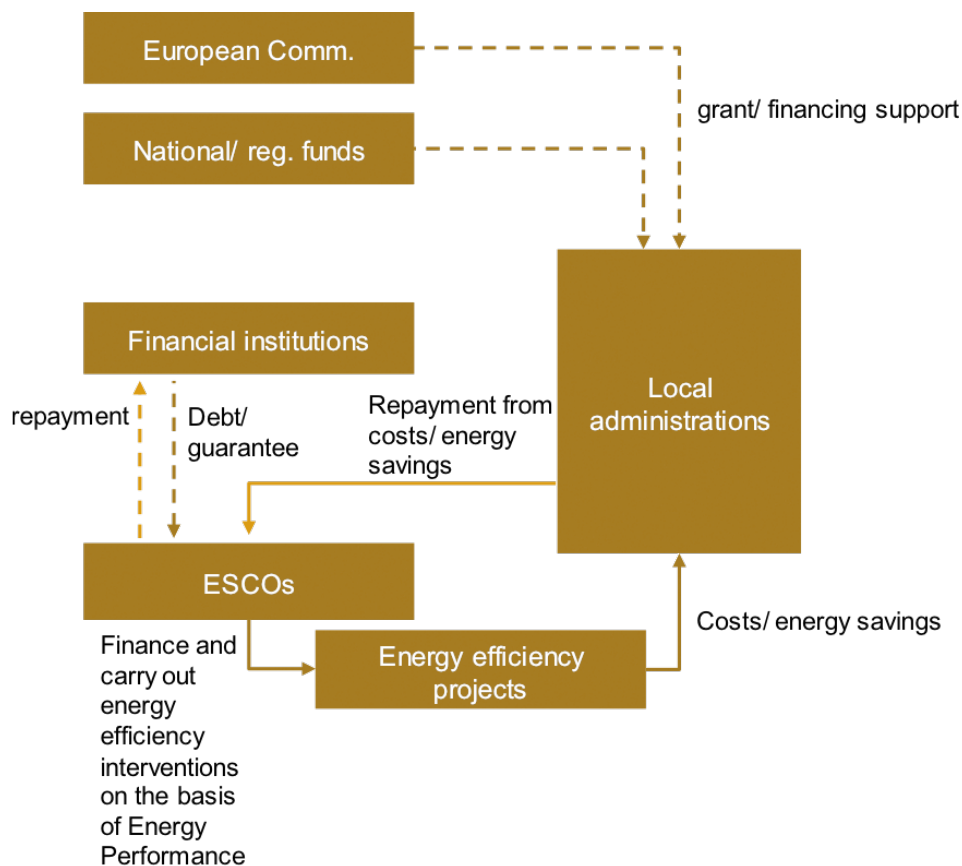 European Comm.
grant/ financing support
National/ reg. funds
Financial institutions
Local
administrations
repayment
Debt/
guarantee
Repayment from
costs/ energy
savings
ESCOs
Costs/ energy savings
Energy efficiency
projects
Finance and
carry out
energy
efficiency
interventions
on the basis
of Energy
Performance